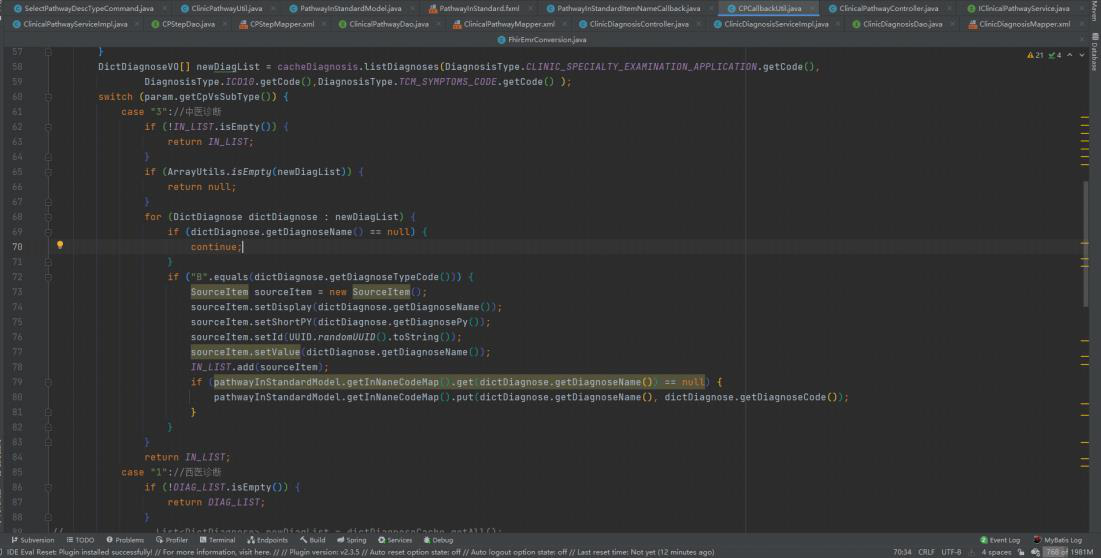 SelectPathwayDescTypeCommand.java × ClinicPathwayUtil.java × PathwayInStandardModel.java × PathwayInStandard.fxml × PathwayInStandardItemNameCallback.java × CPCallbackUtil.java × ClinicalPathwayController.java × IClinicalPathwayService.java ×
ClinicalPathwayServiceImpl.java × CPStepDao.java × CPStepMapper.xml × ClinicalPathwayDao.java × ClinicalPathwayMapper.xml × ClinicDiagnosisController.java × ClinicDiagnosisServiceImpl.java × ClinicDiagnosisDao.java × ClinicDiagnosisMapper.xml ×
FhirEmrConversion.java ×
Maven
Database
21 4
57 }
58 DictDiagnoseVO[] newDiagList = cacheDiagnosis.listDiagnoses(DiagnosisType.CLINIC_SPECIALTY_EXAMINATION_APPLICATION.getCode(),
59 DiagnosisType.ICD10.getCode(),DiagnosisType.TCM_SYMPTOMS_CODE.getCode() );
60 switch (param.getCpVsSubType()) {
61 case "3"://中医诊断
62 if (!IN_LIST.isEmpty()) {
63 return IN_LIST;
64 }
65 if (ArrayUtils.isEmpty(newDiagList)) {
66 return null;
67 }
68 for (DictDiagnose dictDiagnose : newDiagList) {
69 if (dictDiagnose.getDiagnoseName() == null) {
70 continue;
71 }
72 if ("B".equals(dictDiagnose.getDiagnoseTypeCode())) {
73 SourceItem sourceItem = new SourceItem();
74 sourceItem.setDisplay(dictDiagnose.getDiagnoseName());
75 sourceItem.setShortPY(dictDiagnose.getDiagnosePy());
76 sourceItem.setId(UUID.randomUUID().toString());
77 sourceItem.setValue(dictDiagnose.getDiagnoseName());
78 IN_LIST.add(sourceItem);
79 if (pathwayInStandardModel.getInNaneCodeMap().get(dictDiagnose.getDiagnoseName()) == null) {
80 pathwayInStandardModel.getInNaneCodeMap().put(dictDiagnose.getDiagnoseName(), dictDiagnose.getDiagnoseCode());
81 }
82 }
83 }
84 return IN_LIST;
85 case "1"://西医诊断
86 if (!DIAG_LIST.isEmpty()) {
87 return DIAG_LIST;
88 }
89 // List<DictDiagnose> newDiagList = dictDiagnoseCache.getAll();
Subversion TODO Problems Profiler Terminal Endpoints Build Spring Services Debug 2 Event Log MyBatis Log
IDE Eval Reset: Plugin installed successfully! // For more information, visit here. // // Plugin version: v2.3.5 // Auto reset option state: off // Auto logout option state: off // Last reset time: Not yet (12 minutes ago) 70:34 CRLF UTF-8 4 spaces 768 of 1981M